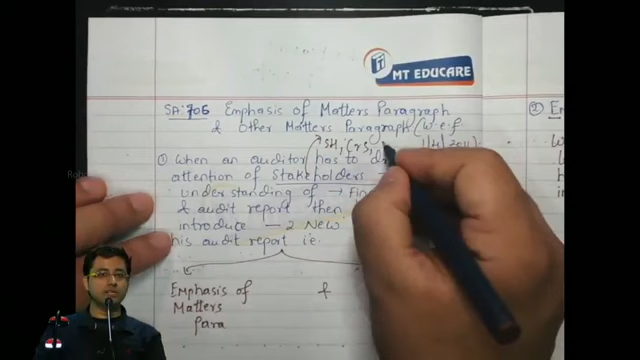 MT EDUCARE
SA: 706 Emphasis of Matters Paragraph
& Other Matters Paragraph (w.e.f
1/4/2011)
SH, Crs,
① When an auditor has to
attention of Stakeholders
understanding of → Fin
& audit report then
introduce — 2 New
his audit report i.e.
Emphasis of &
Matters
Para
②